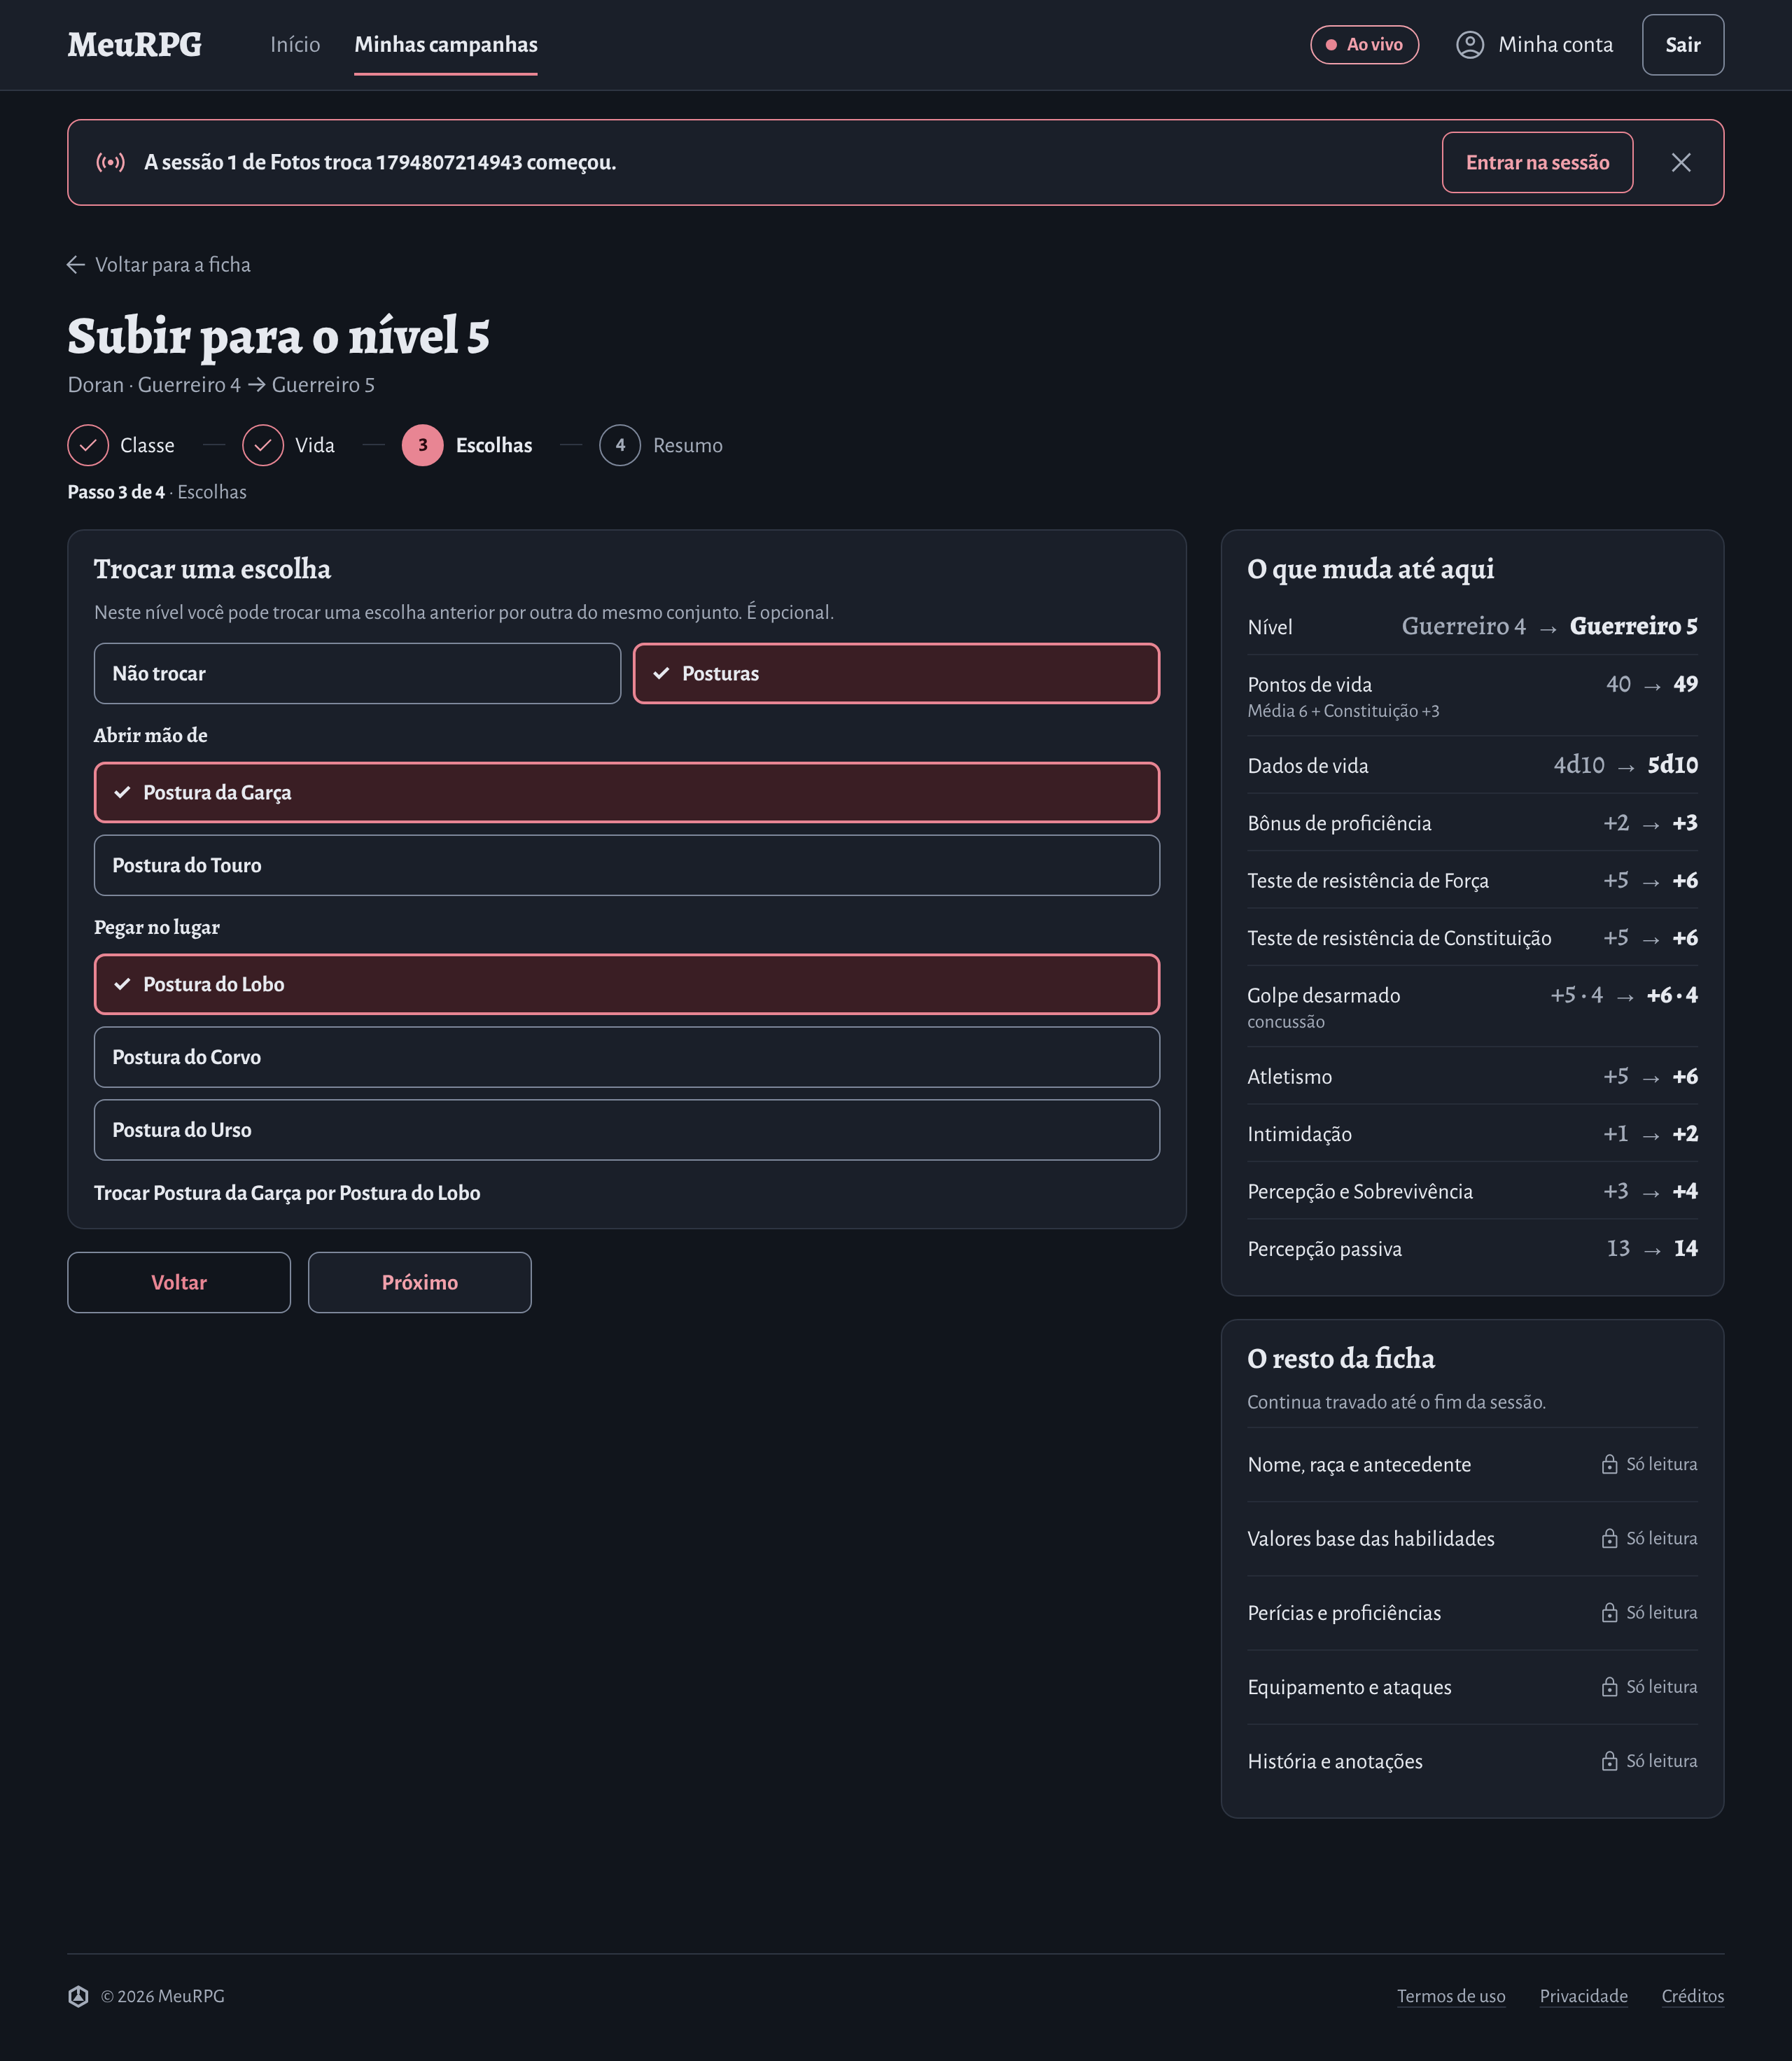 MeuRPG
Início
Minhas campanhas
Ao vivo
Minha conta
Sair
A sessão 1 de Fotos troca 1794807214943 começou.
Entrar na sessão
Voltar para a ficha
Subir para o nível 5
Doran · Guerreiro 4 → Guerreiro 5
Classe
Vida
3 Escolhas
4 Resumo
Passo 3 de 4 · Escolhas
Trocar uma escolha
Neste nível você pode trocar uma escolha anterior por outra do mesmo conjunto. É opcional.
Não trocar
Posturas
Abrir mão de
Postura da Garça
Postura do Touro
Pegar no lugar
Postura do Lobo
Postura do Corvo
Postura do Urso
Trocar Postura da Garça por Postura do Lobo
Voltar
Próximo
O que muda até aqui
Nível Guerreiro 4 → Guerreiro 5
Pontos de vida 40 → 49
Média 6 + Constituição +3
Dados de vida 4d10 → 5d10
Bônus de proficiência +2 → +3
Teste de resistência de Força +5 → +6
Teste de resistência de Constituição +5 → +6
Golpe desarmado +5 · 4 → +6 · 4
concussão
Atletismo +5 → +6
Intimidação +1 → +2
Percepção e Sobrevivência +3 → +4
Percepção passiva 13 → 14
O resto da ficha
Continua travado até o fim da sessão.
Nome, raça e antecedente Só leitura
Valores base das habilidades Só leitura
Perícias e proficiências Só leitura
Equipamento e ataques Só leitura
História e anotações Só leitura
© 2026 MeuRPG
Termos de uso
Privacidade
Créditos